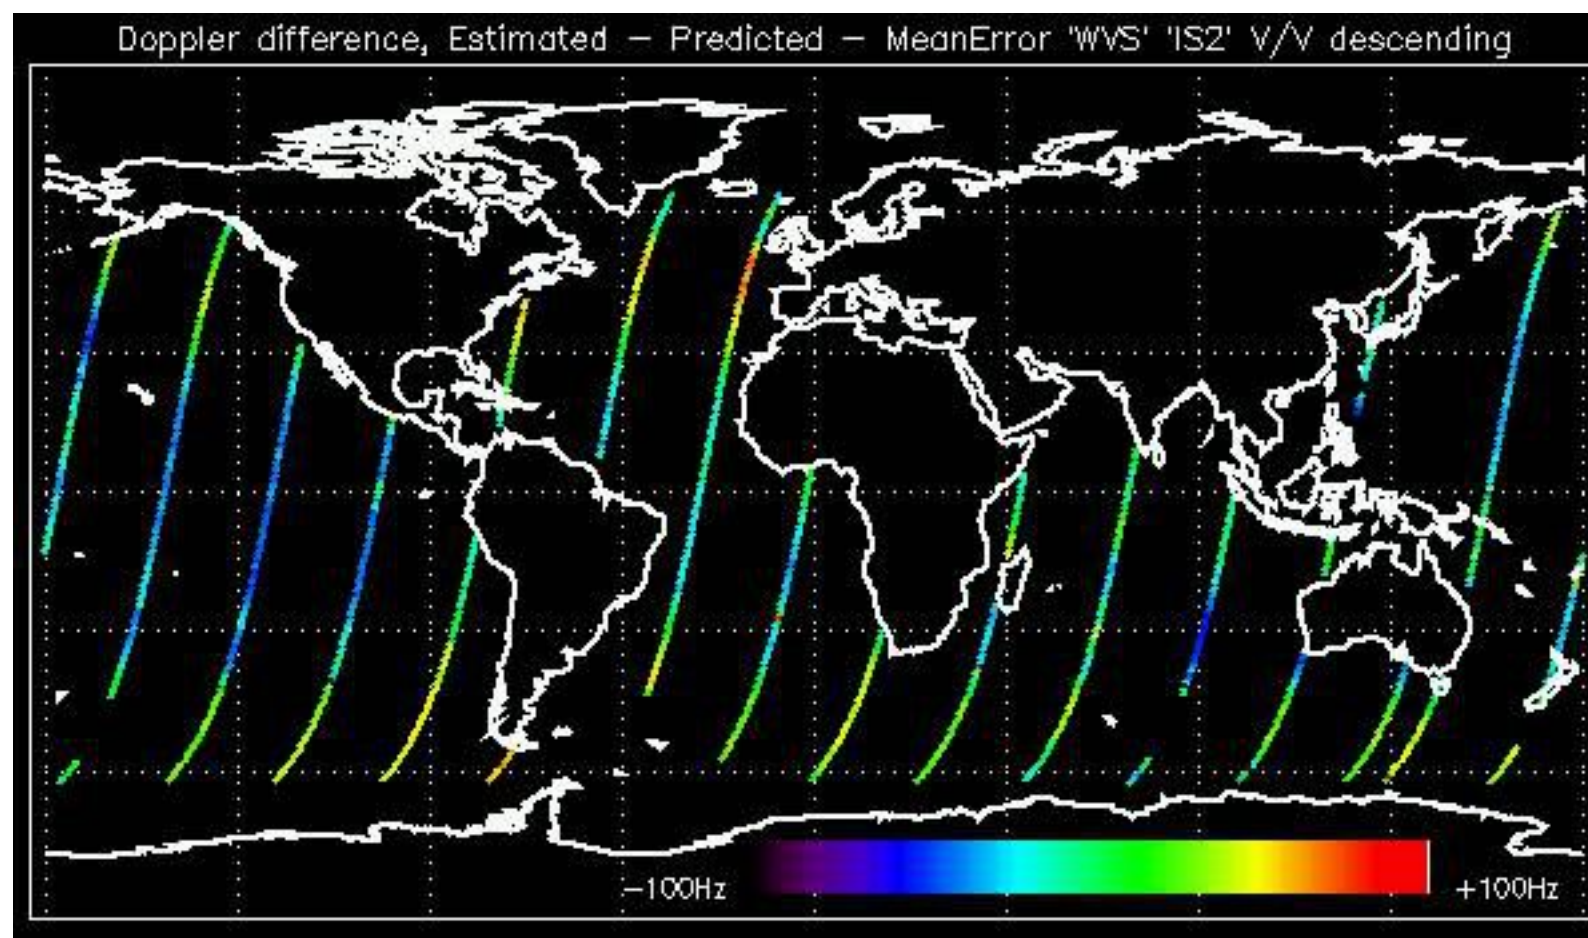 Doppler difference, Estimated – Predicted – MeanError 'WVS' 'IS2' V/V descending
–100Hz +100Hz